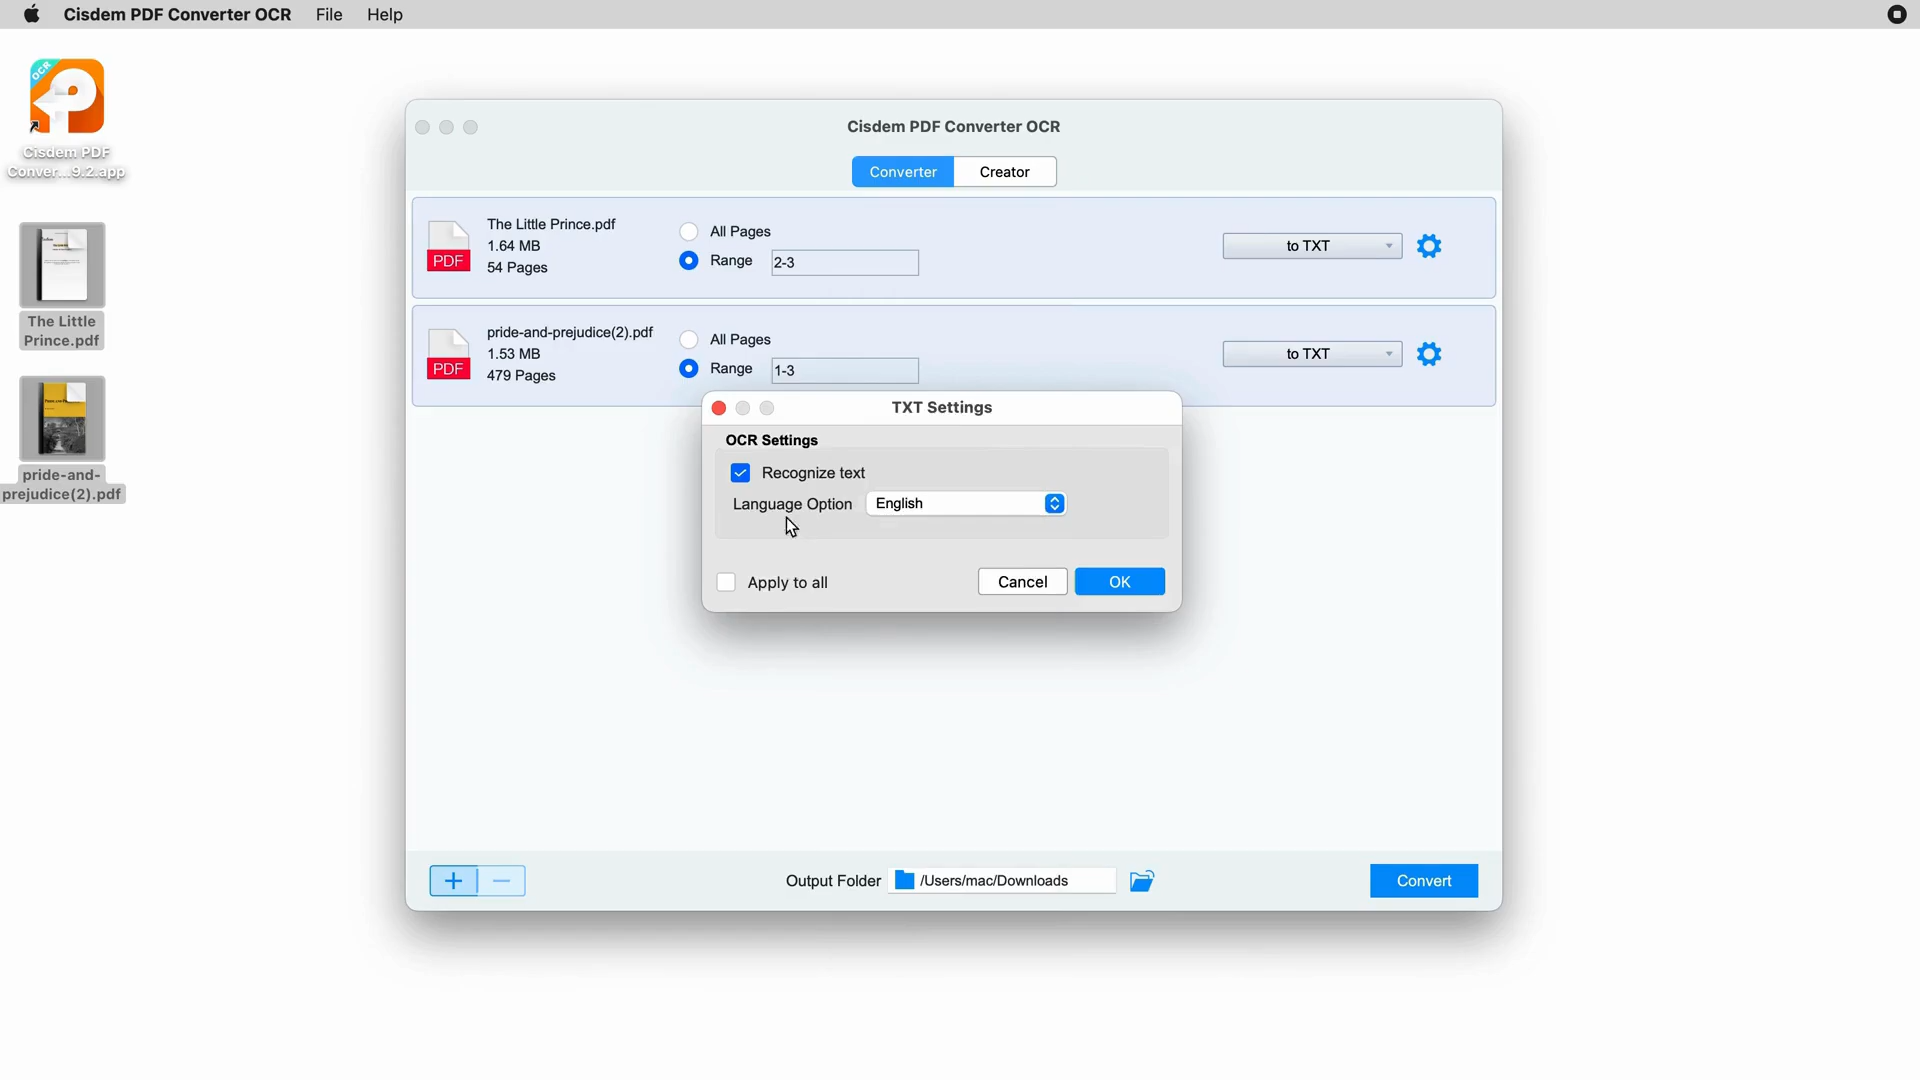 Cisdem PDF Converter OCR File Help
OCR
Cisdem PDF
Conver...9.2.app
The Little
Prince.pdf
pride-and-
prejudice(2).pdf
Cisdem PDF Converter OCR
Converter Creator
PDF
The Little Prince.pdf
1.64 MB
54 Pages
All Pages
Range 2-3
to TXT
PDF
pride-and-prejudice(2).pdf
1.53 MB
479 Pages
All Pages
Range 1-3
to TXT
TXT Settings
OCR Settings
Recognize text
Language Option English
Apply to all Cancel OK
Output Folder /Users/mac/Downloads Convert